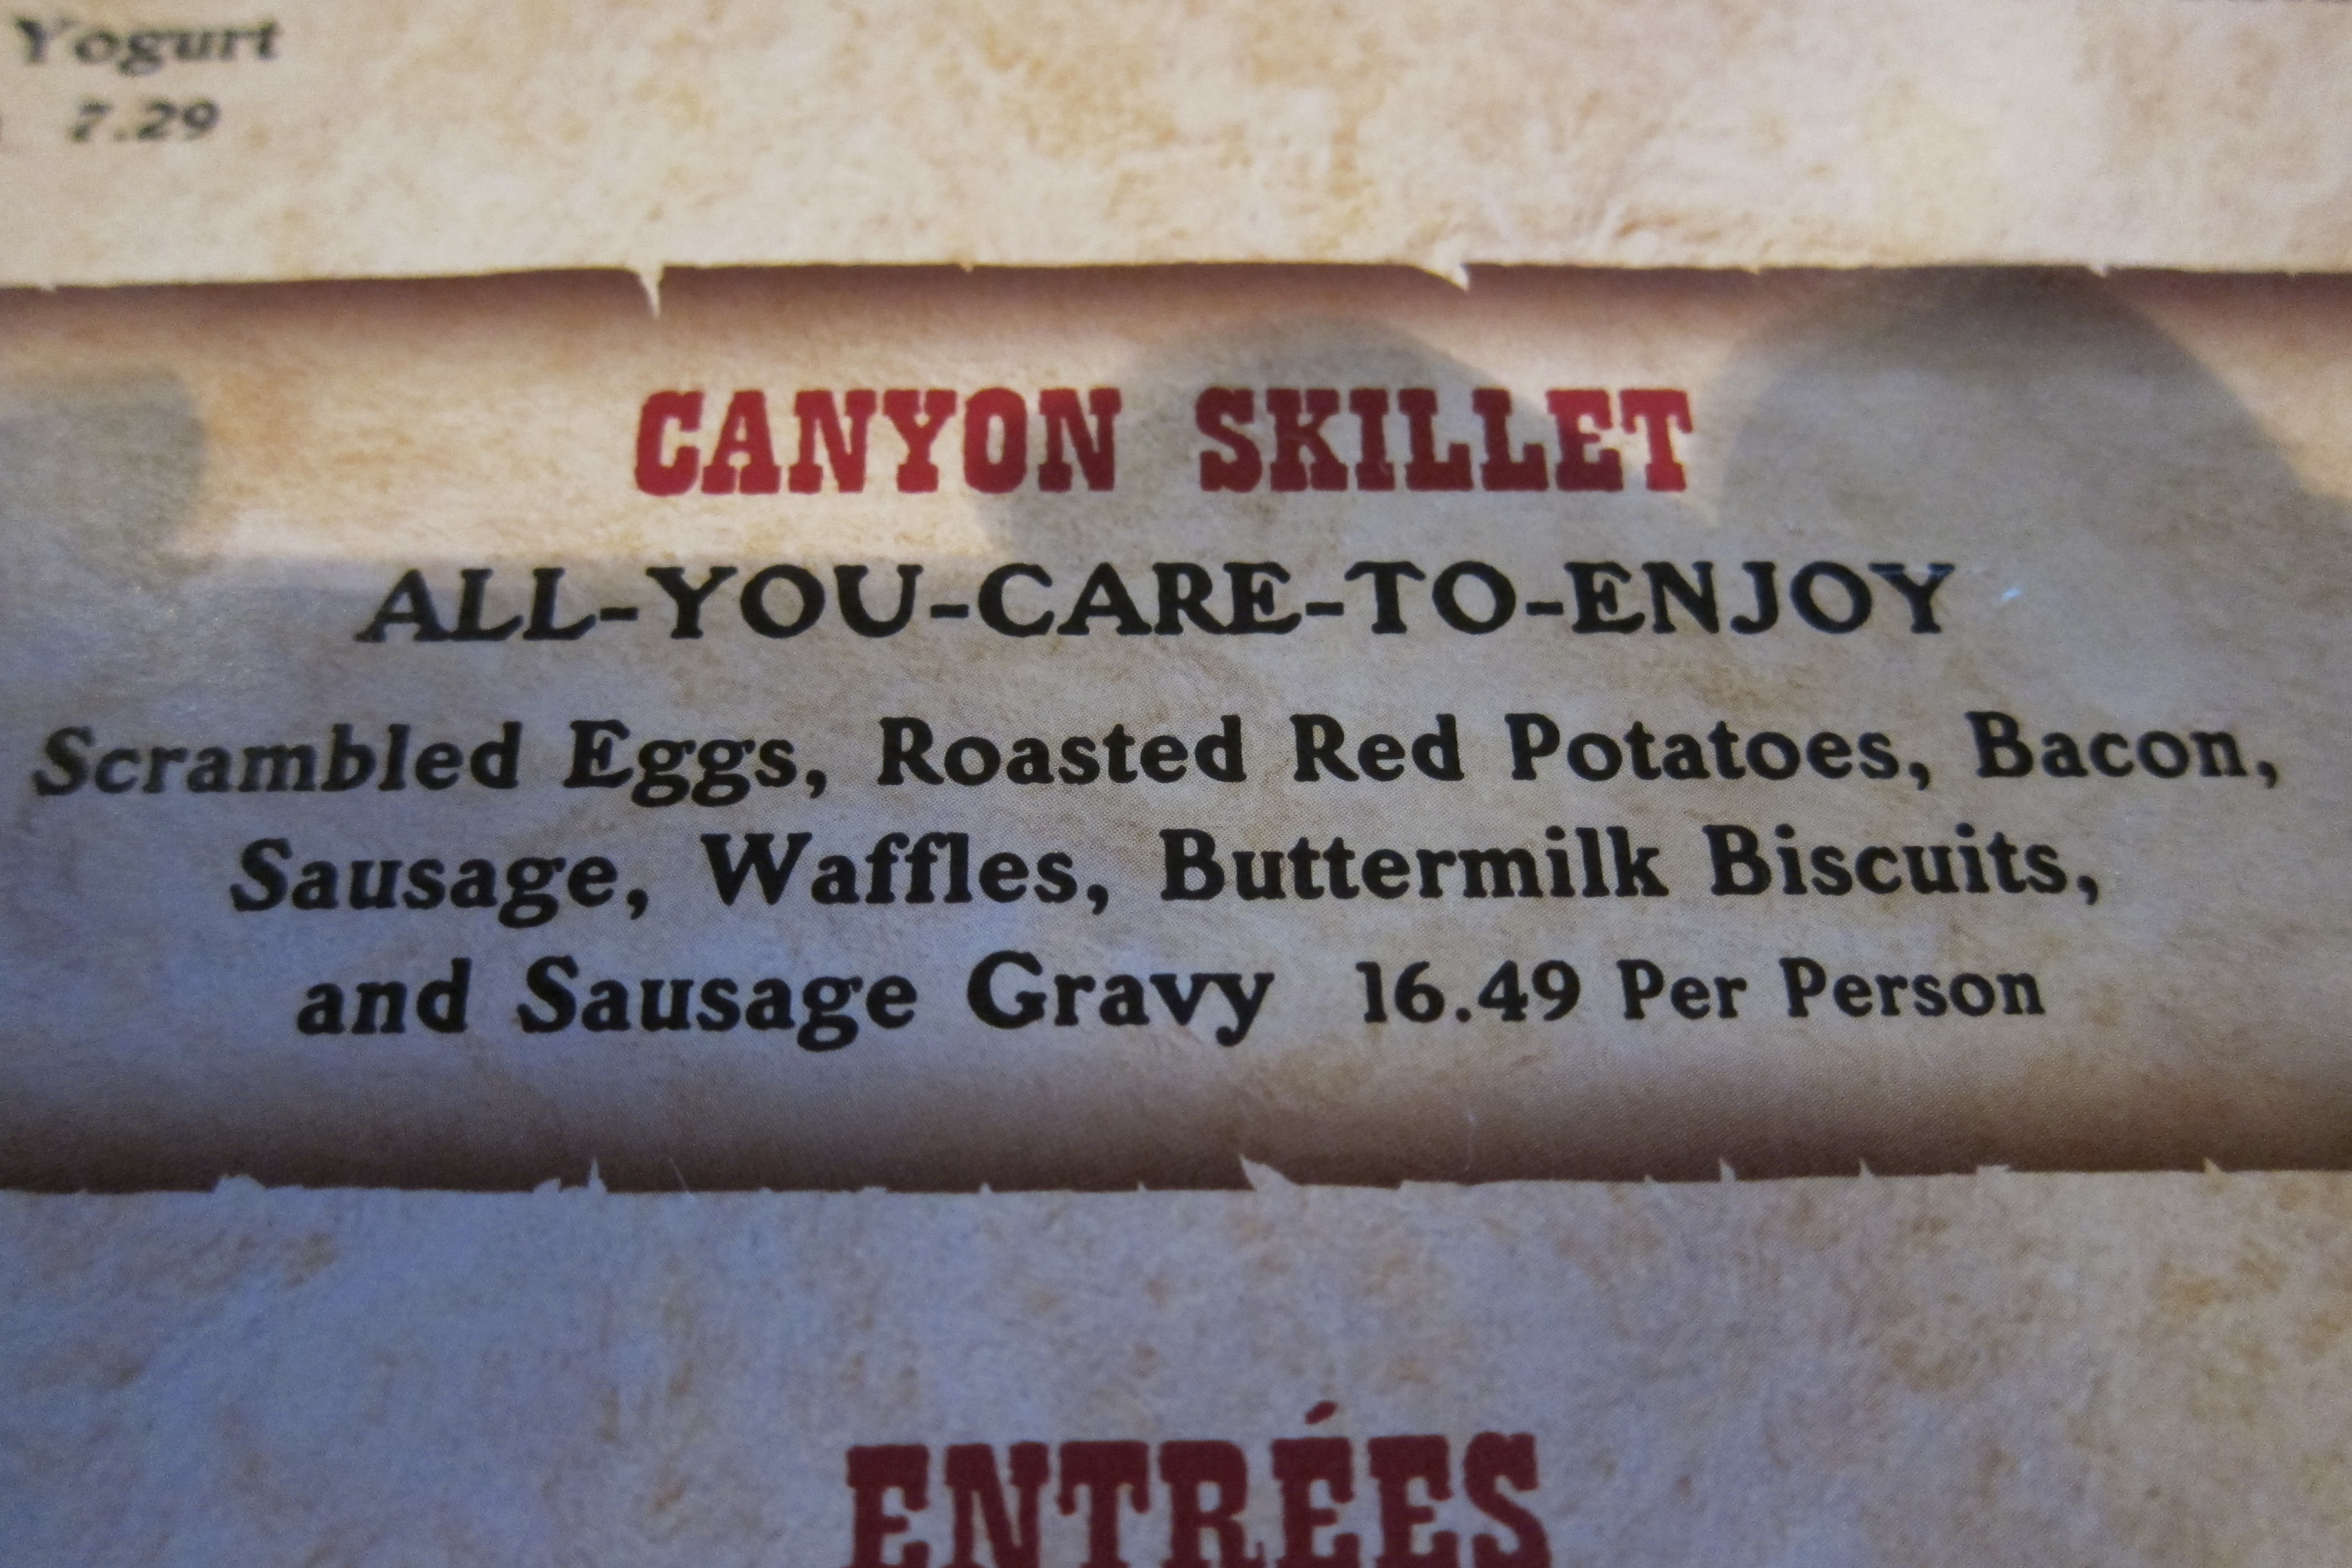 Yogurt
7.29
CANYON SKILLET
ALL-YOU-CARE-TO-ENJOY
Scrambled Eggs, Roasted Red Potatoes, Bacon,
Sausage, Waffles, Buttermilk Biscuits,
and Sausage Gravy 16.49 Per Person
ENTRÉES